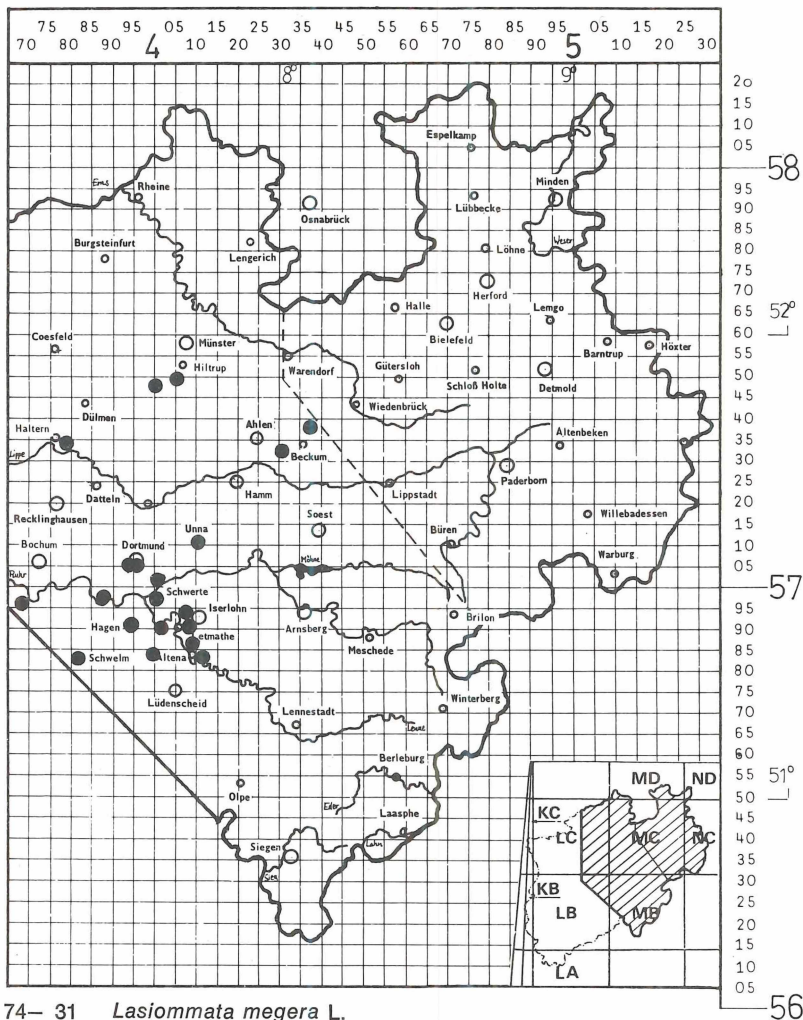 75 85 95 4 05 15 25 35 45 55 65 75 85 95 5 05 15 25
70 80 90 10 20 30 40 50 60 70 80 90 10 20 30
8° 9°
20
15
10
Espelkamp 05
58
Ems Rheine Minden 95
Osnabrück Lübbecke 90
Weser 85
Burgsteinfurt Lengerich Löhne 80
75
Herford 70
Halle Lemgo 65
52°
Bielefeld 60
Coesfeld Münster Barntrup Höxter
Hiltrup Warendorf Gütersloh Schloß Holte Detmold 55
50
Dülmen Wiedenbrück 45
Haltern Ahlen Altenbeken 40
Beckum 35
Lippe 30
Datteln Hamm Lippstadt Paderborn 25
Recklinghausen 20
Unna Soest Willebadessen 15
Bochum Dortmund Büren 10
Möhne Warburg 05
Ruhr
57
Schwerte 95
Hagen Iserlohn Arnsberg Brilon 90
etmathe Meschede
Schwelm Altena 85
80
Lüdenscheid 75
Winterberg 70
Lennestadt Lenne 65
60
Berleburg 55
51°
Olpe Eder 50
Laasphe 45
Siegen Lahn 40
Sieg 35
30
25
20
15
10
05
MD ND
KC
LC MC NC
KB
LB MB
LA
56
74– 31 Lasiommata megera L.